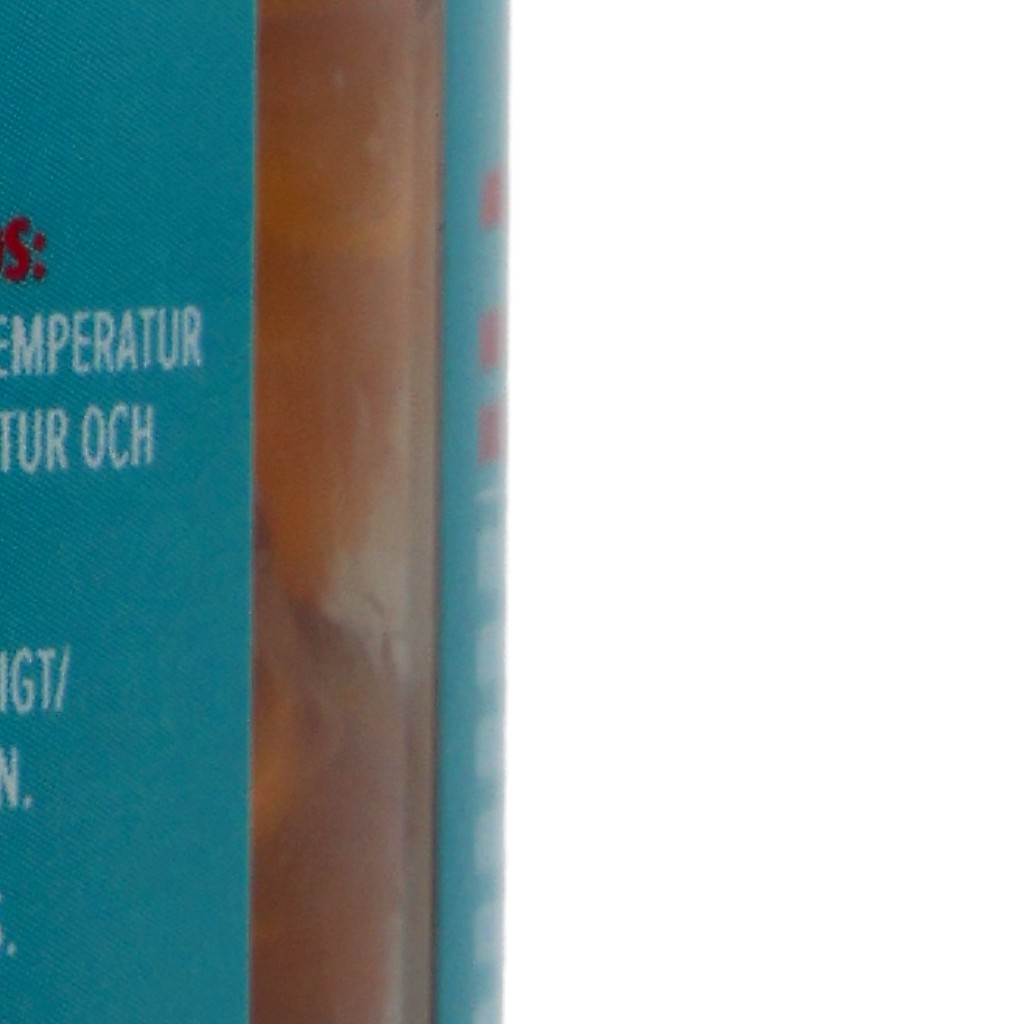 S:
EMPERATUR
TUR OCH
IGT/
N.